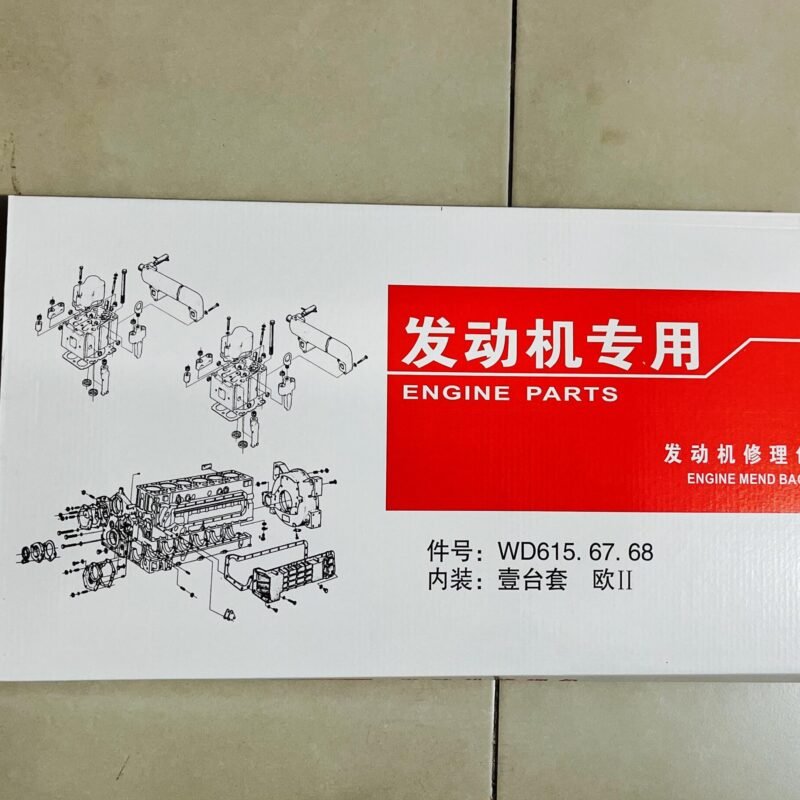 发动机专用
ENGINE PARTS
发动机修理
ENGINE MEND
件号：WD615. 67. 68
内装：壹台套 欧II